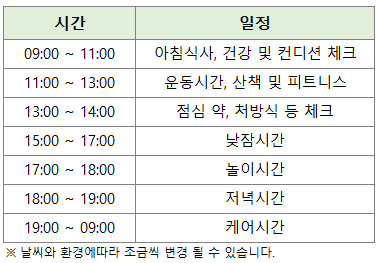 시간 일정
09:00 ~ 11:00 아침식사, 건강 및 컨디션 체크
11:00 ~ 13:00 운동시간, 산책 및 피트니스
13:00 ~ 14:00 점심 약, 처방식 등 체크
15:00 ~ 17:00 낮잠시간
17:00 ~ 18:00 놀이시간
18:00 ~ 19:00 저녁시간
19:00 ~ 09:00 케어시간
※ 날씨와 환경에따라 조금씩 변경 될 수 있습니다.